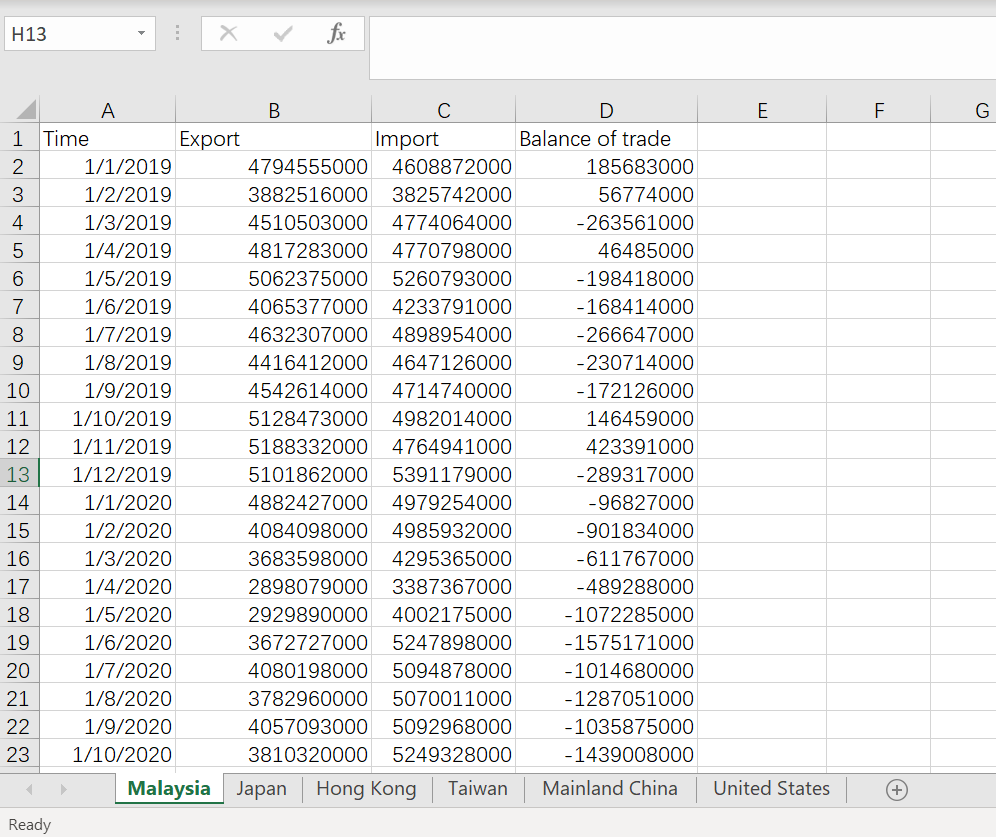 H13 fx
A B C D E F G
1 Time Export Import Balance of trade
2 1/1/2019 4794555000 4608872000 185683000
3 1/2/2019 3882516000 3825742000 56774000
4 1/3/2019 4510503000 4774064000 -263561000
5 1/4/2019 4817283000 4770798000 46485000
6 1/5/2019 5062375000 5260793000 -198418000
7 1/6/2019 4065377000 4233791000 -168414000
8 1/7/2019 4632307000 4898954000 -266647000
9 1/8/2019 4416412000 4647126000 -230714000
10 1/9/2019 4542614000 4714740000 -172126000
11 1/10/2019 5128473000 4982014000 146459000
12 1/11/2019 5188332000 4764941000 423391000
13 1/12/2019 5101862000 5391179000 -289317000
14 1/1/2020 4882427000 4979254000 -96827000
15 1/2/2020 4084098000 4985932000 -901834000
16 1/3/2020 3683598000 4295365000 -611767000
17 1/4/2020 2898079000 3387367000 -489288000
18 1/5/2020 2929890000 4002175000 -1072285000
19 1/6/2020 3672727000 5247898000 -1575171000
20 1/7/2020 4080198000 5094878000 -1014680000
21 1/8/2020 3782960000 5070011000 -1287051000
22 1/9/2020 4057093000 5092968000 -1035875000
23 1/10/2020 3810320000 5249328000 -1439008000
Malaysia Japan Hong Kong Taiwan Mainland China United States
Ready